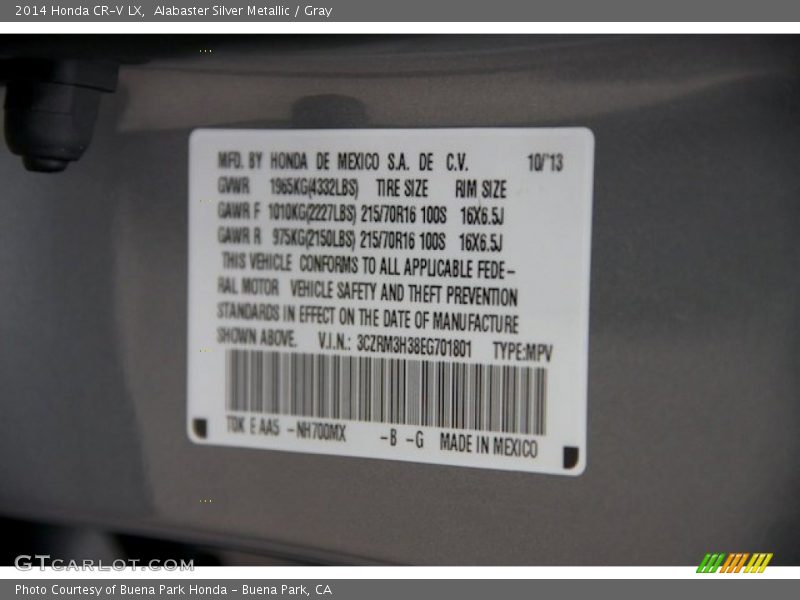 2014 Honda CR-V LX,  Alabaster Silver Metallic / Gray
MFD. BY HONDA DE MEXICO S.A. DE C.V. 10/'13
GVWR 1965KG(4332LBS) TIRE SIZE RIM SIZE
GAWR F 1010KG(2227LBS) 215/70R16 100S 16X6.5J
GAWR R 975KG(2150LBS) 215/70R16 100S 16X6.5J
THIS VEHICLE CONFORMS TO ALL APPLICABLE FEDE-
RAL MOTOR VEHICLE SAFETY AND THEFT PREVENTION
STANDARDS IN EFFECT ON THE DATE OF MANUFACTURE
SHOWN ABOVE. V.I.N.: 3CZRM3H38EG701801 TYPE:MPV
TDK E AA5 -NH700MX -B -G MADE IN MEXICO
GTCARLOT.COM
Photo Courtesy of Buena Park Honda - Buena Park, CA